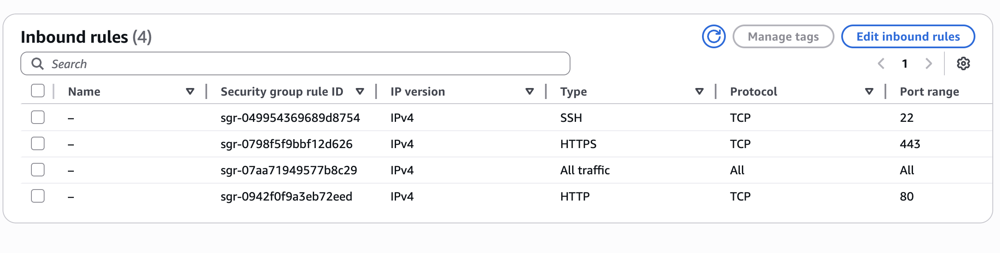 Inbound rules (4)
Manage tags
Edit inbound rules
Search
1
Name Security group rule ID IP version Type Protocol Port range
– sgr-049954369689d8754 IPv4 SSH TCP 22
– sgr-0798f5f9bbf12d626 IPv4 HTTPS TCP 443
– sgr-07aa71949577b8c29 IPv4 All traffic All All
– sgr-0942f0f9a3eb72eed IPv4 HTTP TCP 80